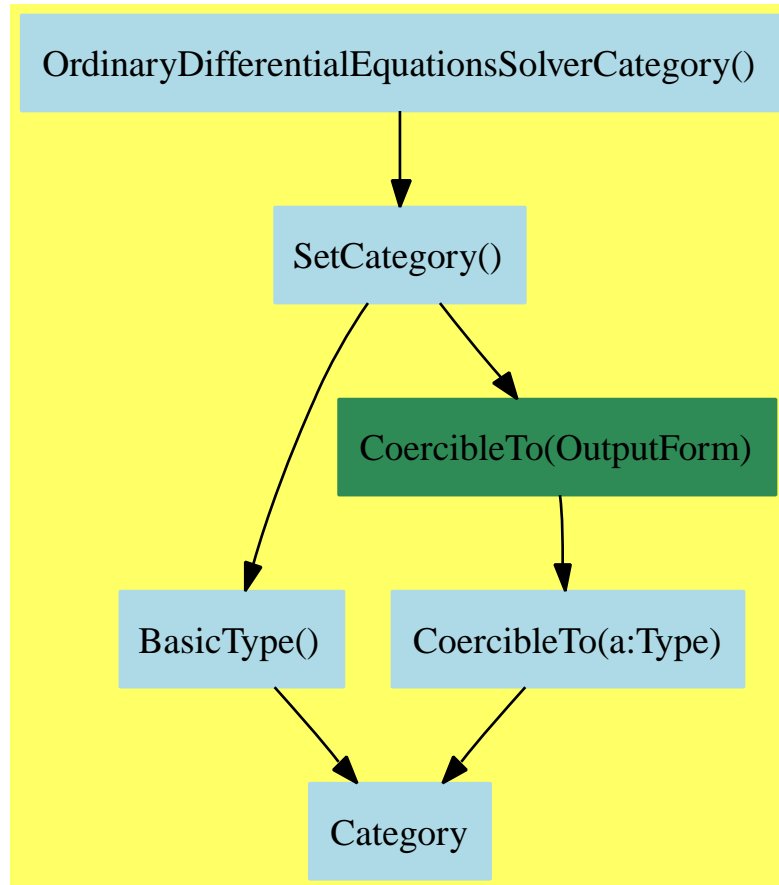 OrdinaryDifferentialEquationsSolverCategory()
SetCategory()
CoercibleTo(OutputForm)
BasicType()
CoercibleTo(a:Type)
Category